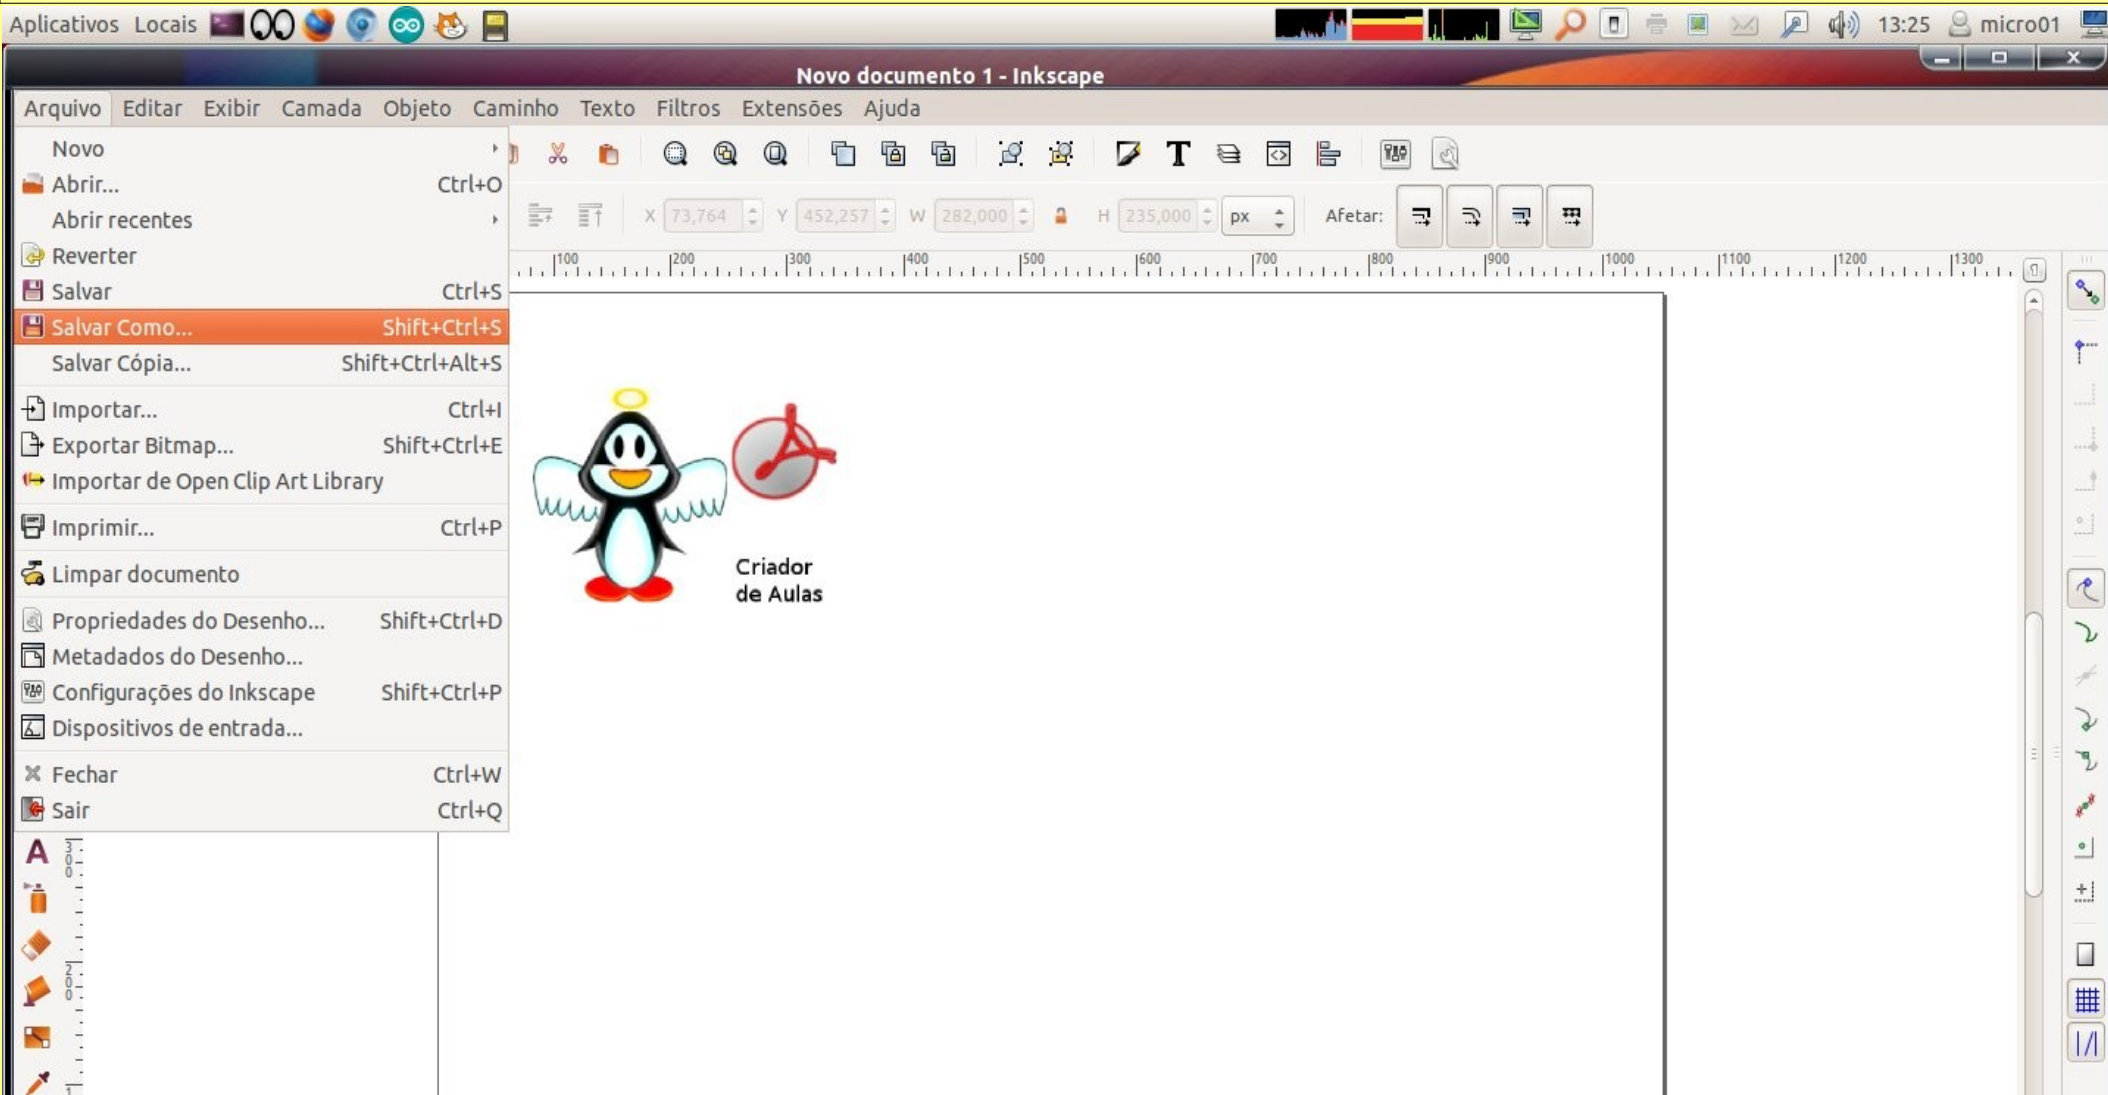 Aplicativos Locais 13:25 micro01
Novo documento 1 - Inkscape
Arquivo Editar Exibir Camada Objeto Caminho Texto Filtros Extensões Ajuda
Novo
Abrir... Ctrl+O
Abrir recentes
Reverter
Salvar Ctrl+S
Salvar Como... Shift+Ctrl+S
Salvar Cópia... Shift+Ctrl+Alt+S
Importar... Ctrl+I
Exportar Bitmap... Shift+Ctrl+E
Importar de Open Clip Art Library
Imprimir... Ctrl+P
Limpar documento
Propriedades do Desenho... Shift+Ctrl+D
Metadados do Desenho...
Configurações do Inkscape Shift+Ctrl+P
Dispositivos de entrada...
Fechar Ctrl+W
Sair Ctrl+Q
X 73,764 Y 452,257 W 282,000 H 235,000 px Afetar:
100 200 300 400 500 600 700 800 900 1000 1100 1200 1300
Criador
de Aulas
300
200
1